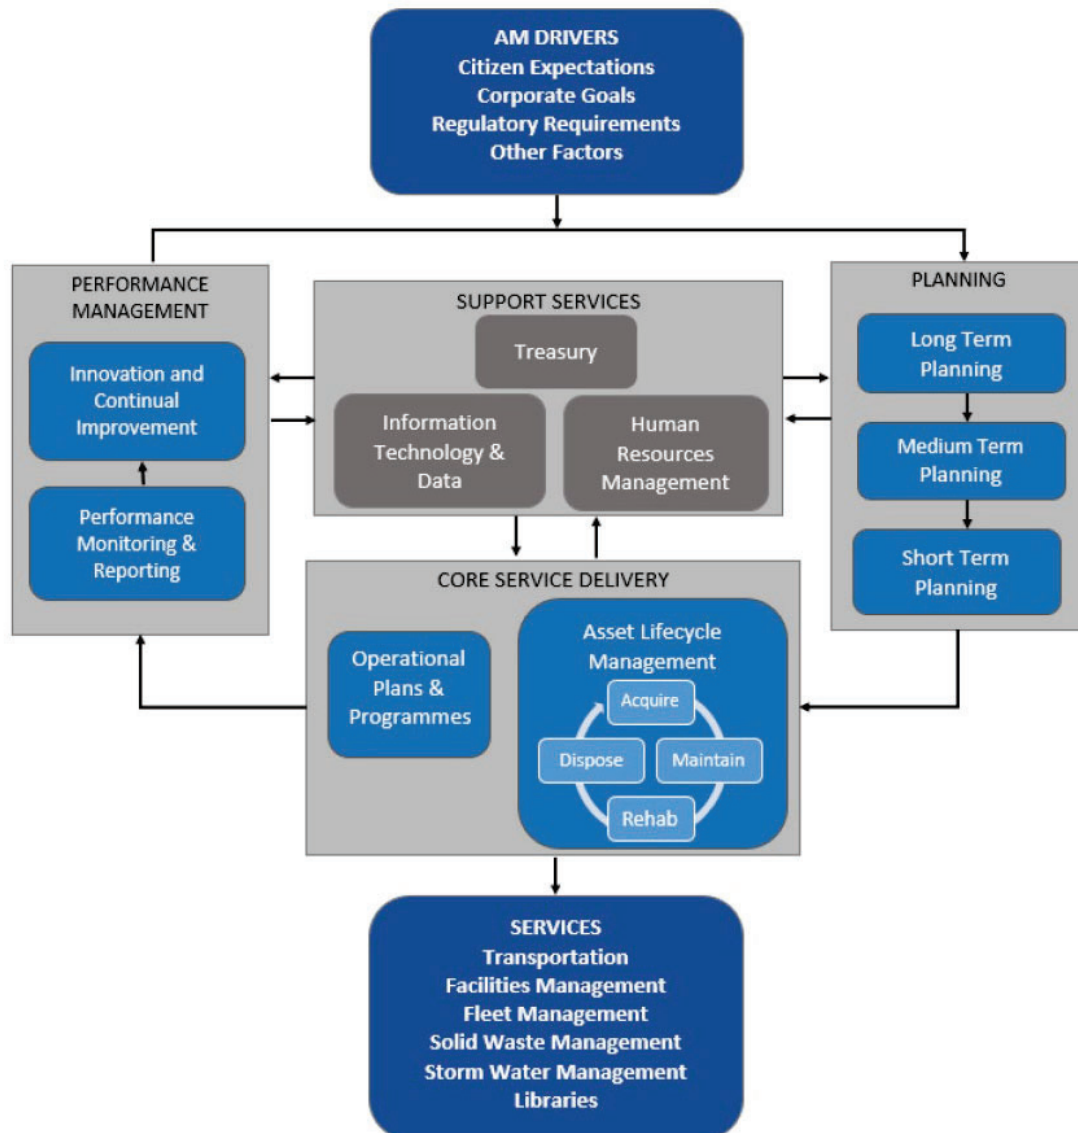 AM DRIVERS
Citizen Expectations
Corporate Goals
Regulatory Requirements
Other Factors
PERFORMANCE
MANAGEMENT
Innovation and
Continual
Improvement
Performance
Monitoring &
Reporting
SUPPORT SERVICES
Treasury
Information
Technology &
Data
Human
Resources
Management
PLANNING
Long Term
Planning
Medium Term
Planning
Short Term
Planning
CORE SERVICE DELIVERY
Operational
Plans &
Programmes
Asset Lifecycle
Management
Acquire
Dispose
Maintain
Rehab
SERVICES
Transportation
Facilities Management
Fleet Management
Solid Waste Management
Storm Water Management
Libraries